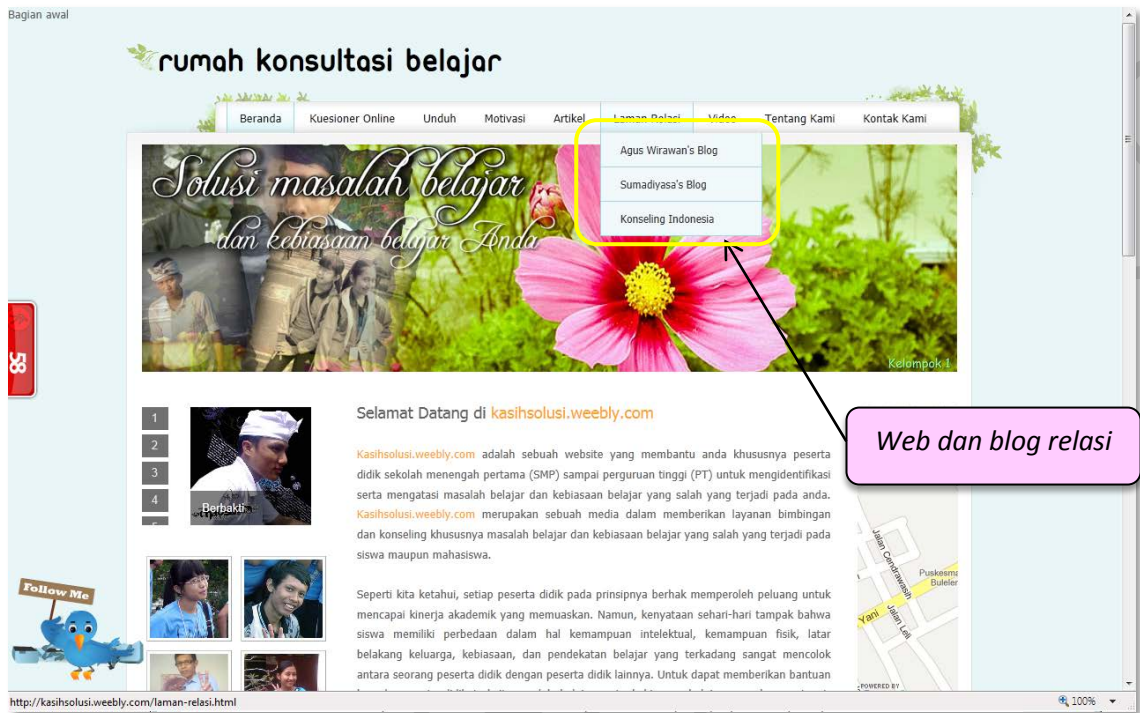 Bagian awal
rumah konsultasi belajar
Beranda Kuesioner Online Unduh Motivasi Artikel Laman Relasi Video Tentang Kami Kontak Kami
Agus Wirawan's Blog
Sumadiyasa's Blog
Konseling Indonesia
Solusi masalah belajar
dan kebiasaan belajar Anda
Kelompok I
58
Web dan blog relasi
1
2
3
4
Berbakti
Selamat Datang di kasihsolusi.weebly.com
Kasihsolusi.weebly.com adalah sebuah website yang membantu anda khususnya peserta
didik sekolah menengah pertama (SMP) sampai perguruan tinggi (PT) untuk mengidentifikasi
serta mengatasi masalah belajar dan kebiasaan belajar yang salah yang terjadi pada anda.
Kasihsolusi.weebly.com merupakan sebuah media dalam memberikan layanan bimbingan
dan konseling khususnya masalah belajar dan kebiasaan belajar yang salah yang terjadi pada
siswa maupun mahasiswa.
Seperti kita ketahui, setiap peserta didik pada prinsipnya berhak memperoleh peluang untuk
mencapai kinerja akademik yang memuaskan. Namun, kenyataan sehari-hari tampak bahwa
siswa memiliki perbedaan dalam hal kemampuan intelektual, kemampuan fisik, latar
belakang keluarga, kebiasaan, dan pendekatan belajar yang terkadang sangat mencolok
antara seorang peserta didik dengan peserta didik lainnya. Untuk dapat memberikan bantuan
Jalan Cendrawasih
Puskesma
Bulelen
Yani
Jalan Leli
POWERED BY
Follow Me
http://kasihsolusi.weebly.com/laman-relasi.html
100%